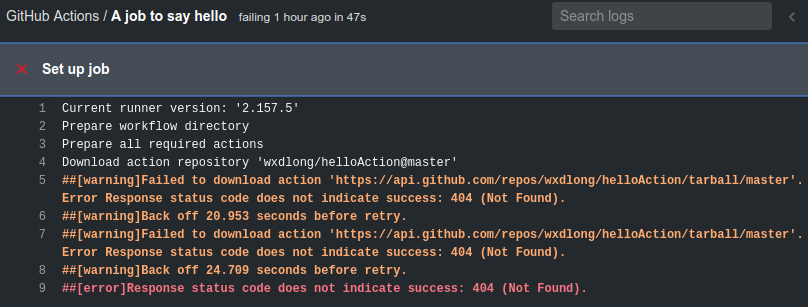 GitHub Actions / A job to say hello failing 1 hour ago in 47s Search logs
Set up job
1 Current runner version: '2.157.5'
2 Prepare workflow directory
3 Prepare all required actions
4 Download action repository 'wxdlong/helloAction@master'
5 ##[warning]Failed to download action 'https://api.github.com/repos/wxdlong/helloAction/tarball/master'.
Error Response status code does not indicate success: 404 (Not Found).
6 ##[warning]Back off 20.953 seconds before retry.
7 ##[warning]Failed to download action 'https://api.github.com/repos/wxdlong/helloAction/tarball/master'.
Error Response status code does not indicate success: 404 (Not Found).
8 ##[warning]Back off 24.709 seconds before retry.
9 ##[error]Response status code does not indicate success: 404 (Not Found).